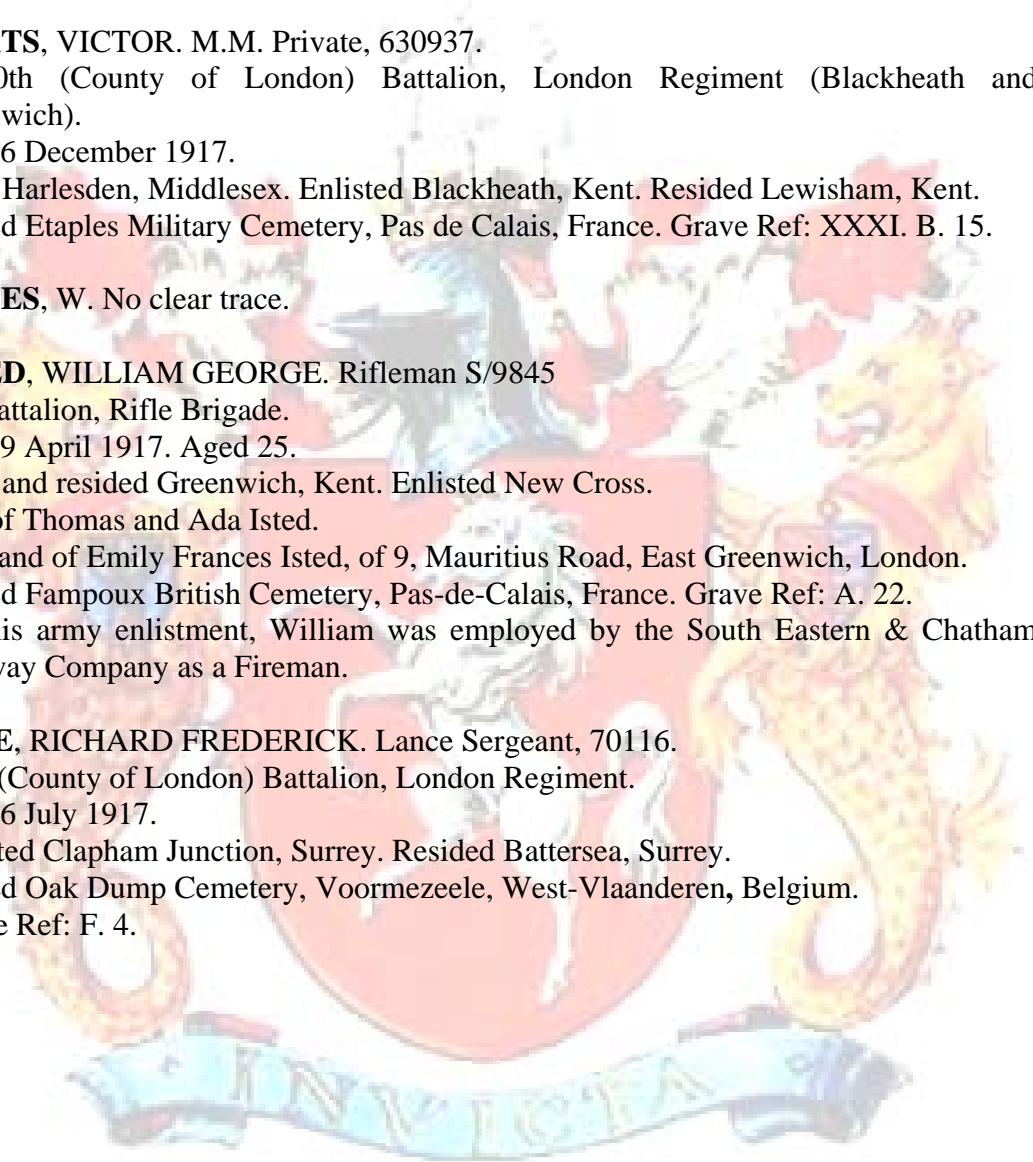 TS, VICTOR. M.M. Private, 630937.
0th (County of London) Battalion, London Regiment (Blackheath and
wich).
6 December 1917.
Harlesden, Middlesex. Enlisted Blackheath, Kent. Resided Lewisham, Kent.
d Etaples Military Cemetery, Pas de Calais, France. Grave Ref: XXXI. B. 15.
ES, W. No clear trace.
ED, WILLIAM GEORGE. Rifleman S/9845
attalion, Rifle Brigade.
9 April 1917. Aged 25.
and resided Greenwich, Kent. Enlisted New Cross.
of Thomas and Ada Isted.
and of Emily Frances Isted, of 9, Mauritius Road, East Greenwich, London.
d Fampoux British Cemetery, Pas-de-Calais, France. Grave Ref: A. 22.
is army enlistment, William was employed by the South Eastern & Chatham
way Company as a Fireman.
E, RICHARD FREDERICK. Lance Sergeant, 70116.
(County of London) Battalion, London Regiment.
6 July 1917.
ted Clapham Junction, Surrey. Resided Battersea, Surrey.
d Oak Dump Cemetery, Voormezeele, West-Vlaanderen, Belgium.
e Ref: F. 4.
INVICTA